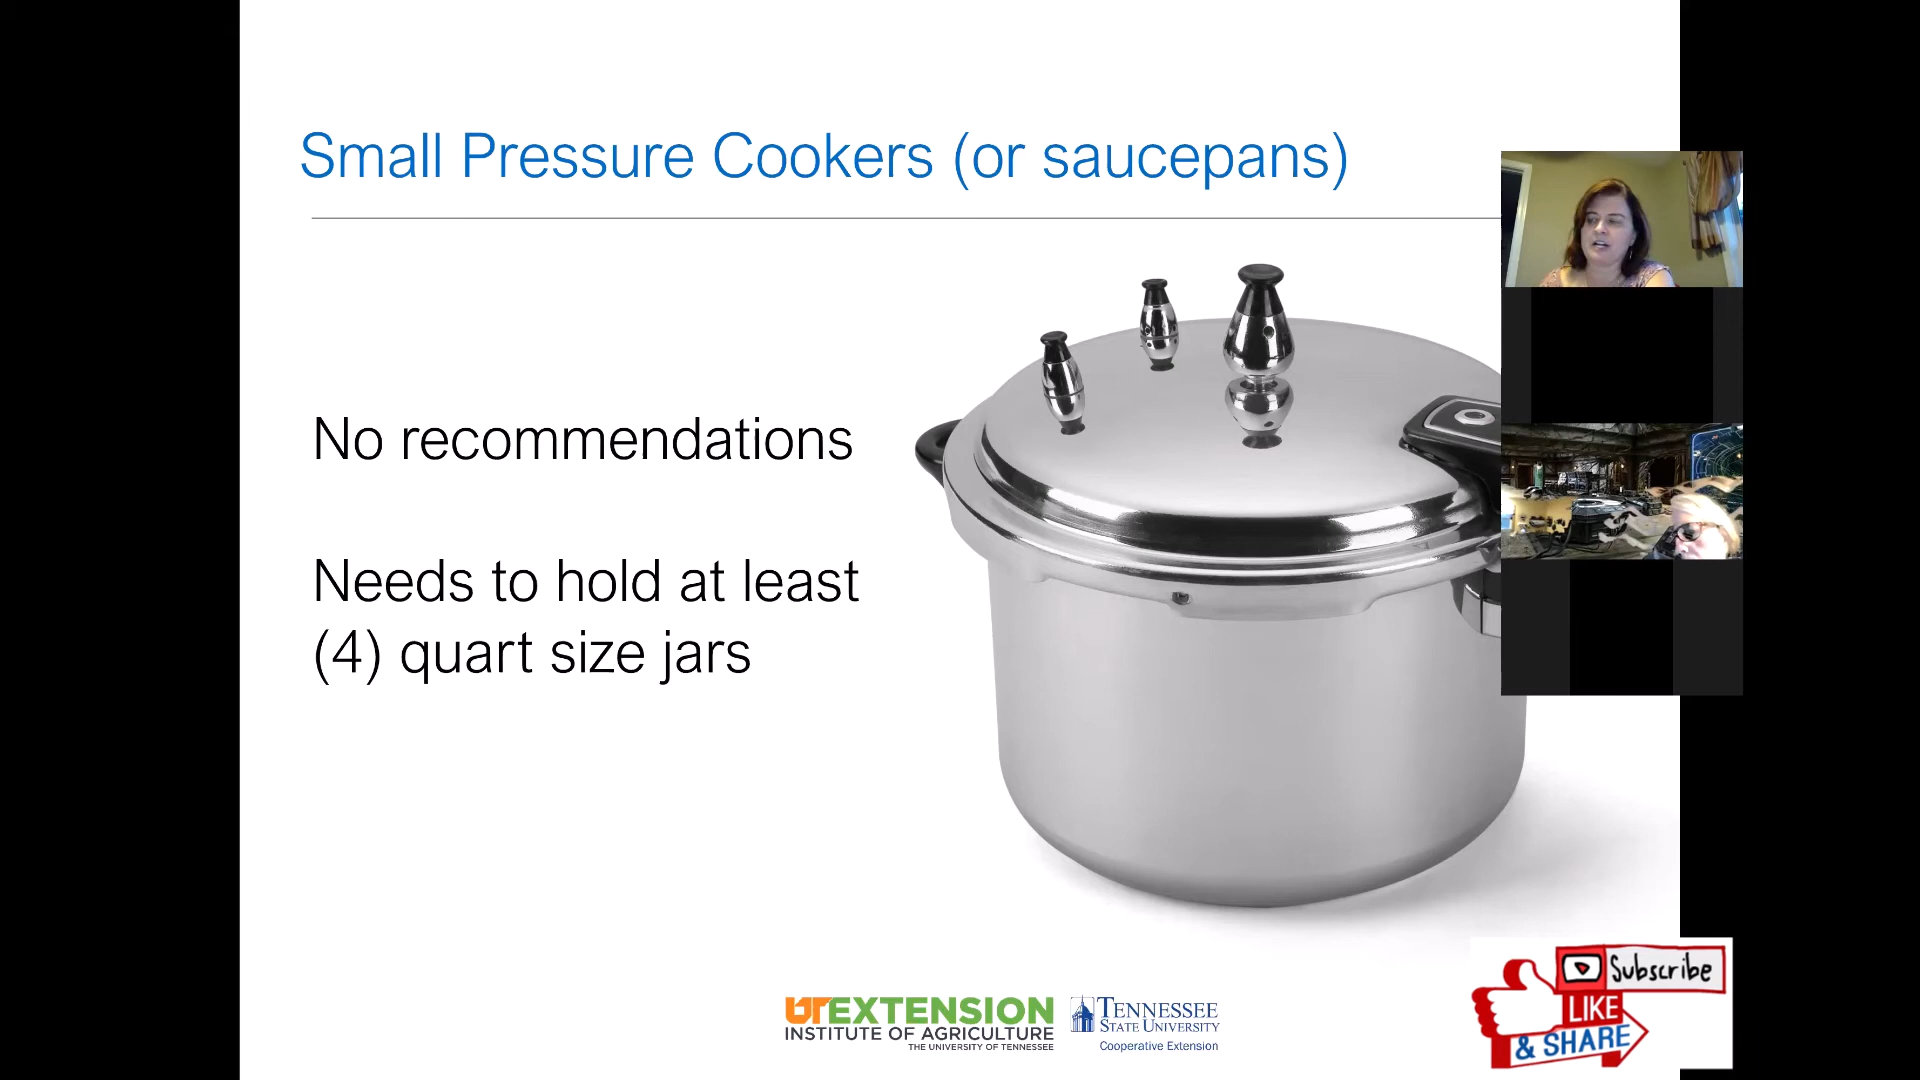 Small Pressure Cookers (or saucepans)
No recommendations
Needs to hold at least
(4) quart size jars
UTEXTENSION
INSTITUTE OF AGRICULTURE
THE UNIVERSITY OF TENNESSEE
TENNESSEE
STATE UNIVERSITY
Cooperative Extension
Subscribe
LIKE
& SHARE